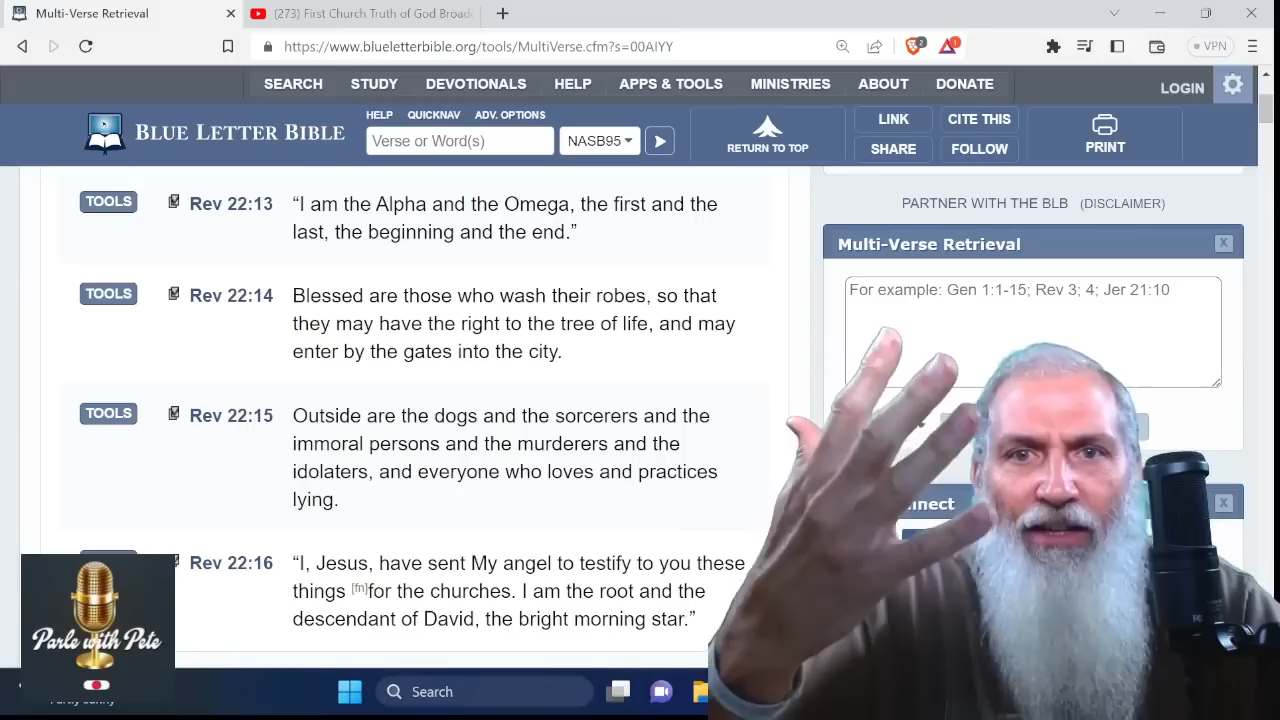 Multi-Verse Retrieval
(273) First Church Truth of God Broadc
https://www.blueletterbible.org/tools/MultiVerse.cfm?s=00AIYY
2
1
VPN
SEARCH STUDY DEVOTIONALS HELP APPS & TOOLS MINISTRIES ABOUT DONATE
LOGIN
BLUE LETTER BIBLE
HELP QUICKNAV ADV. OPTIONS
Verse or Word(s)
NASB95
RETURN TO TOP
LINK
CITE THIS
SHARE
FOLLOW
PRINT
TOOLS
Rev 22:13
“I am the Alpha and the Omega, the first and the
last, the beginning and the end.”
TOOLS
Rev 22:14
Blessed are those who wash their robes, so that
they may have the right to the tree of life, and may
enter by the gates into the city.
TOOLS
Rev 22:15
Outside are the dogs and the sorcerers and the
immoral persons and the murderers and the
idolaters, and everyone who loves and practices
lying.
Rev 22:16
“I, Jesus, have sent My angel to testify to you these
things [fn]for the churches. I am the root and the
descendant of David, the bright morning star.”
PARTNER WITH THE BLB (DISCLAIMER)
Multi-Verse Retrieval
X
For example: Gen 1:1-15; Rev 3; 4; Jer 21:10
X
Parle with Pete
Search